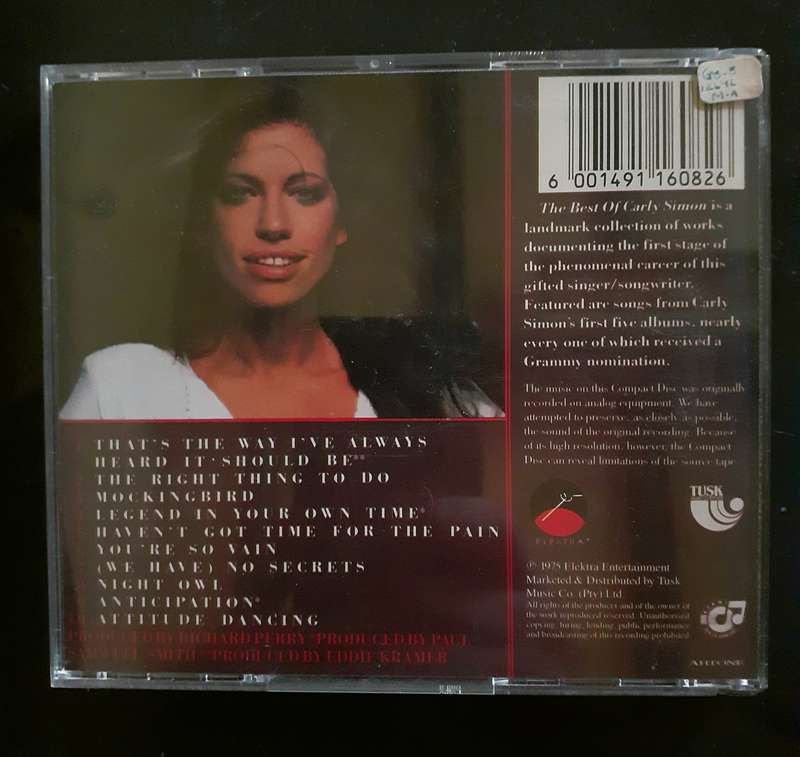 6 001491 160826
The Best Of Carly Simon is a
landmark collection of works
documenting the first stage of
the phenomenal career of this
gifted singer/songwriter.
Featured are songs from Carly
Simon's first five albums, nearly
every one of which received a
Grammy nomination.
The music on this Compact Disc was originally
recorded on analog equipment. We have
attempted to preserve, as closely as possible,
the sound of the original recording. Because
of its high resolution, however, the Compact
Disc can reveal limitations of the source tape
THAT'S THE WAY I'VE ALWAYS
HEARD IT SHOULD BE**
THE RIGHT THING TO DO
MOCKINGBIRD
LEGEND IN YOUR OWN TIME*
HAVEN'T GOT TIME FOR THE PAIN
YOU'RE SO VAIN
(WE HAVE) NO SECRETS
NIGHT OWL
ANTICIPATION*
ATTITUDE DANCING
PRODUCED BY RICHARD PERRY *PRODUCED BY PAUL
SAMWELL SMITH **PRODUCED BY EDDIE KRAMER
ELEKTRA
TUSK
℗ 1975 Elektra Entertainment
Marketed & Distributed by Tusk
Music Co. (Pty) Ltd
All rights of the producer and of the owner of
the work reproduced reserved. Unauthorised
copying, hiring, lending, public performance
and broadcasting of this recording prohibited
ARTONE